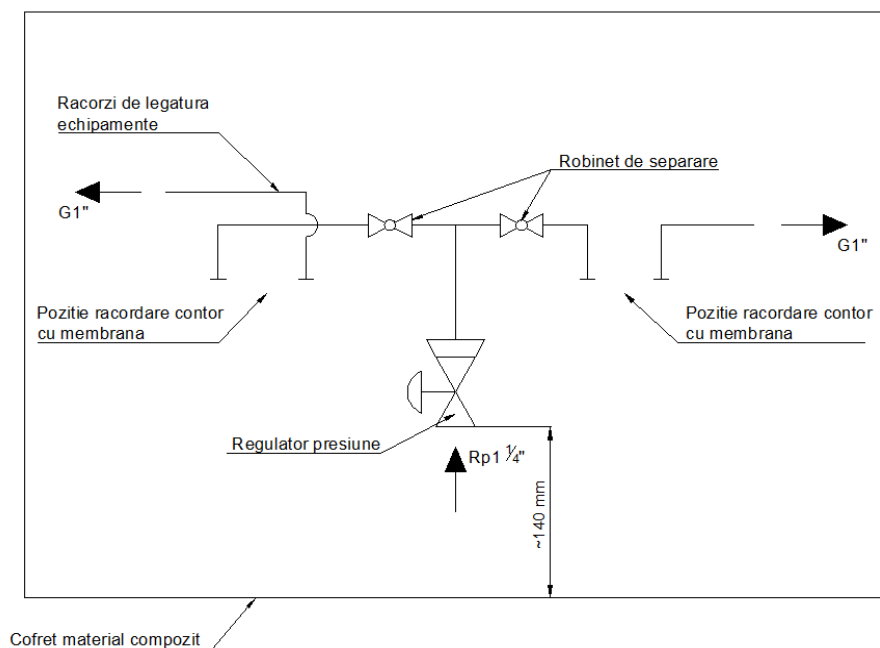 Racorzi de legatura
echipamente
Robinet de separare
G1"
G1"
Pozitie racordare contor
cu membrana
Pozitie racordare contor
cu membrana
Regulator presiune
Rp1 1/4"
~140 mm
Cofret material compozit